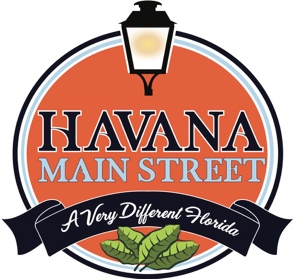 HAVANA
MAIN STREET
A Very Different Florida